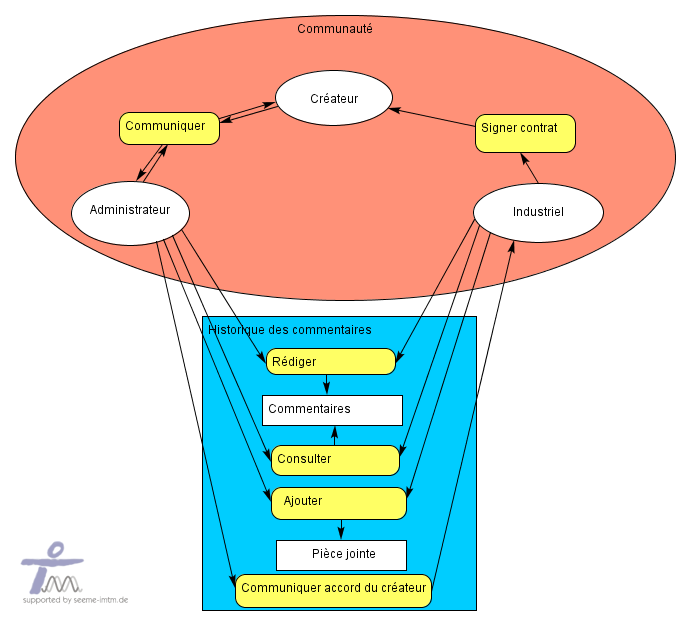 Communauté
Créateur
Communiquer
Signer contrat
Administrateur
Industriel
Historique des commentaires
Rédiger
Commentaires
Consulter
Ajouter
Pièce jointe
Communiquer accord du créateur
supported by seeme-imtm.de